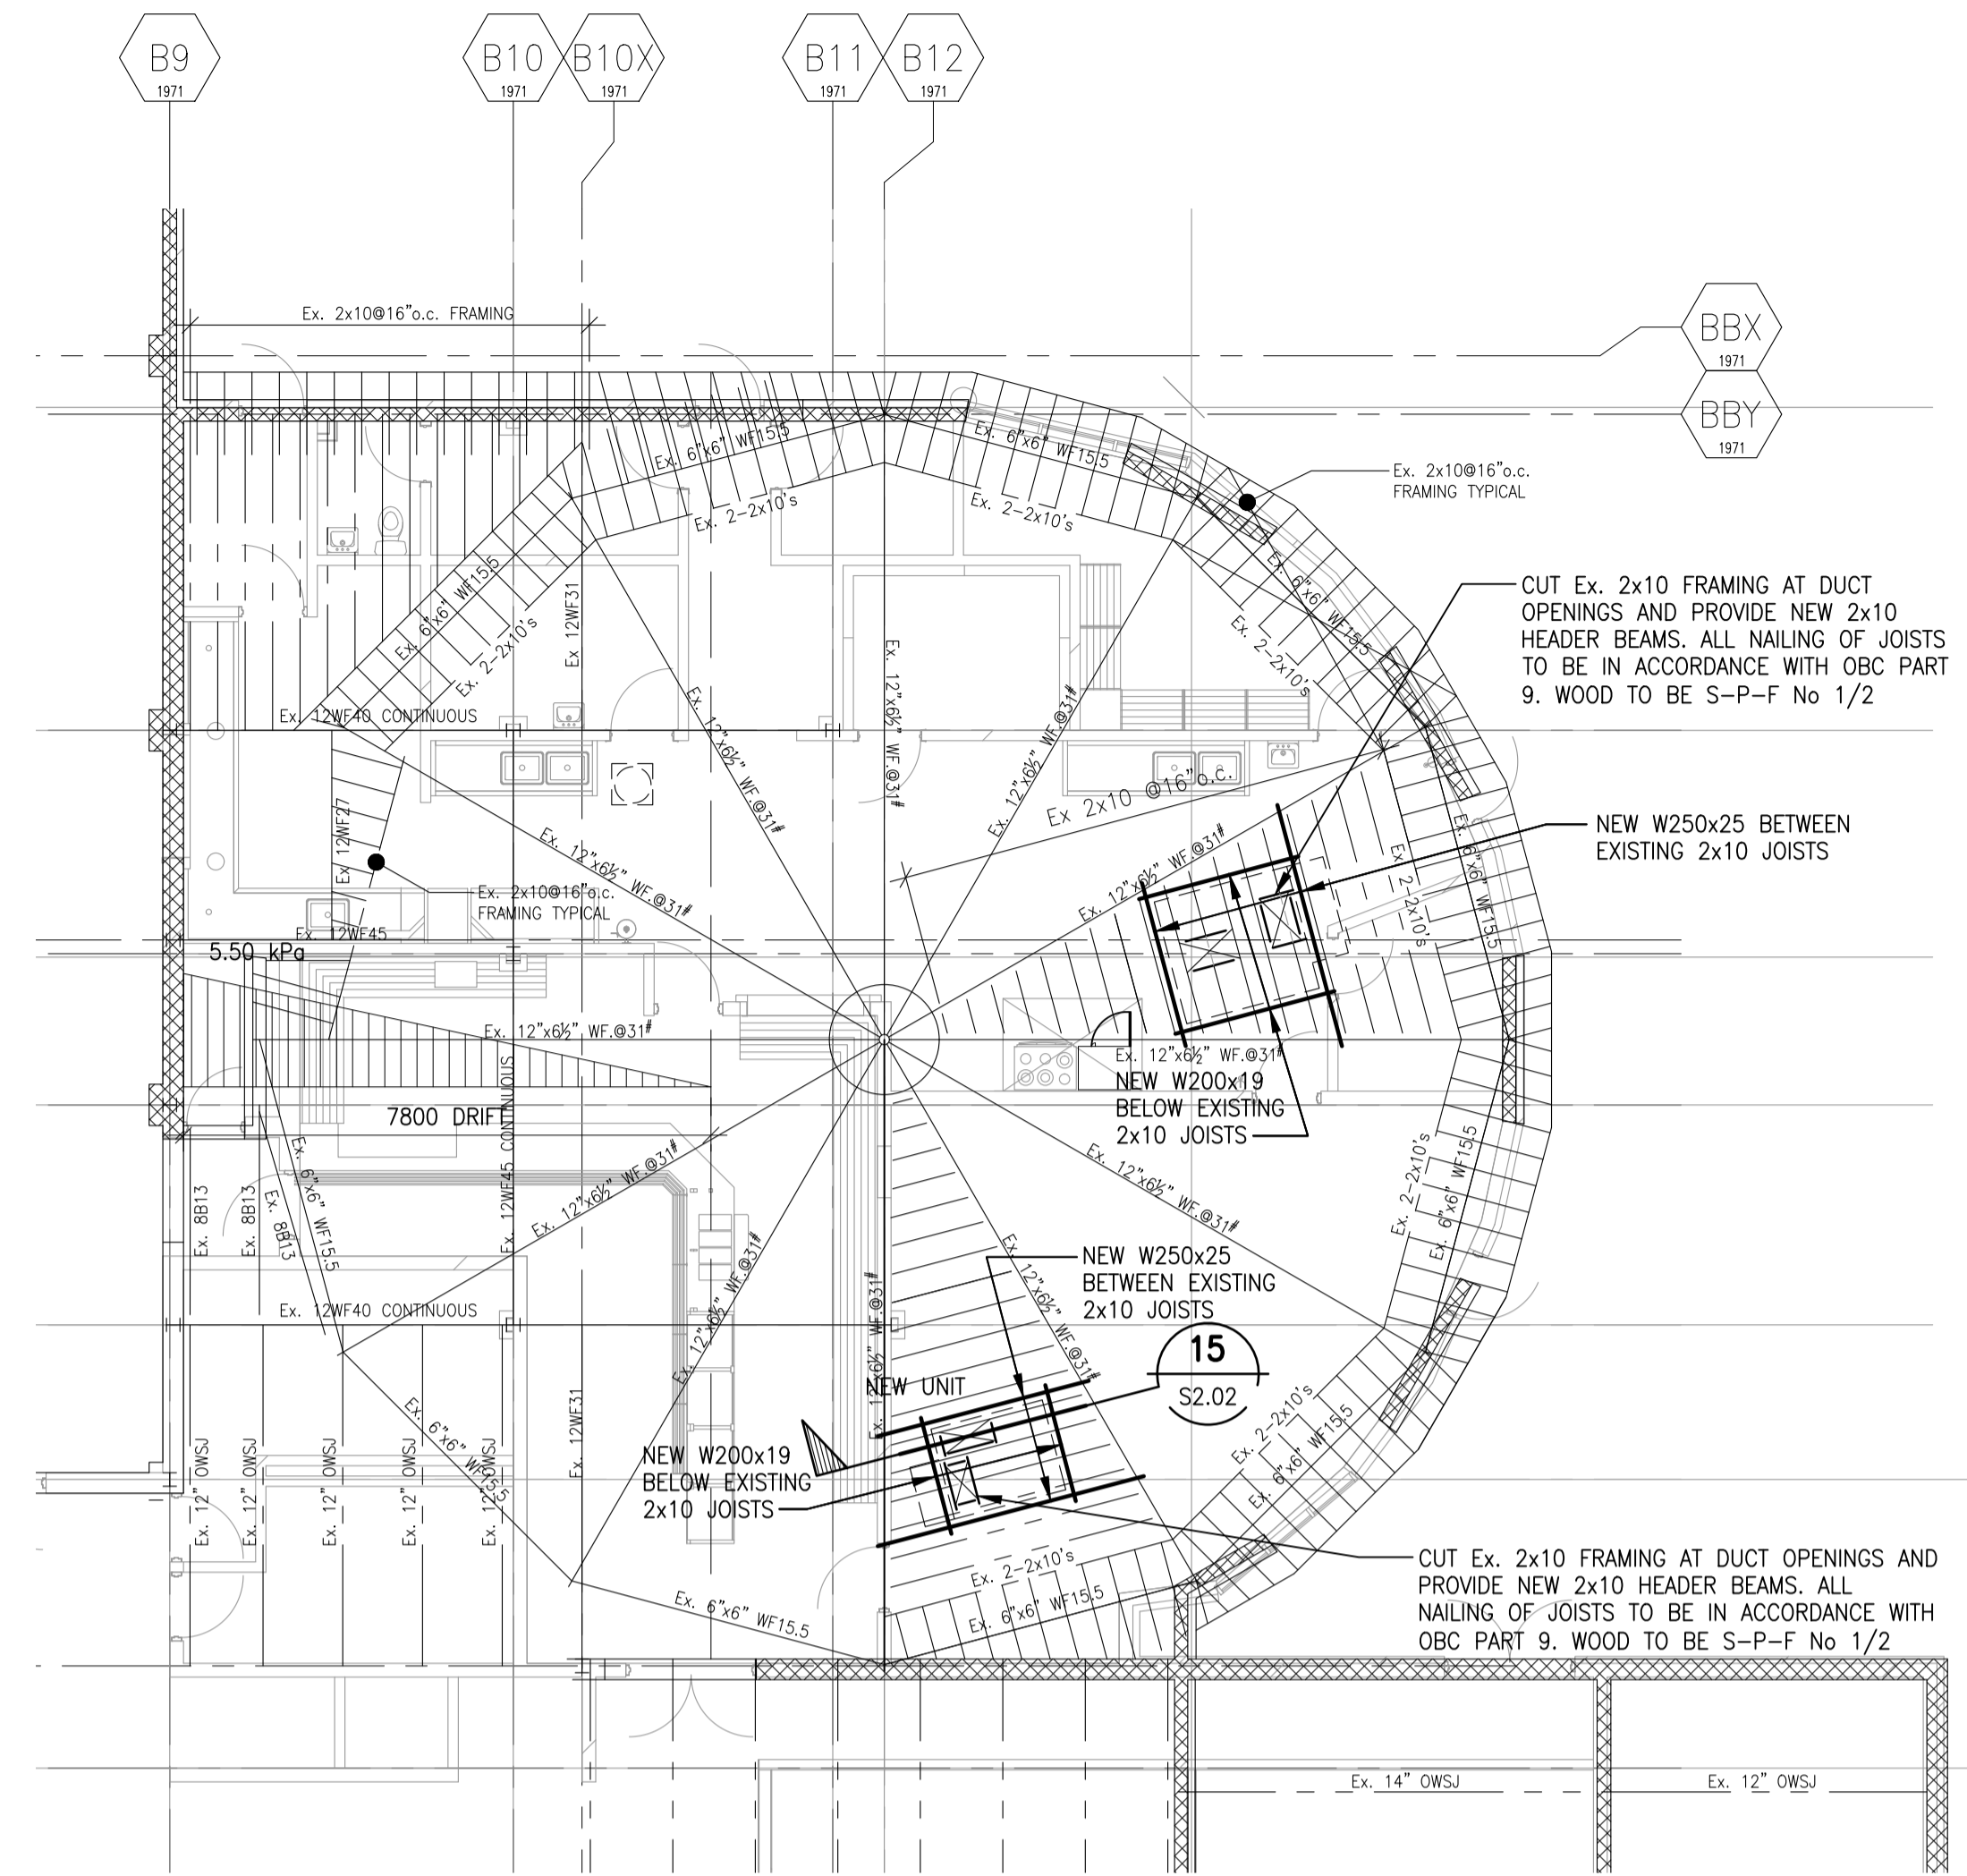 B9
1971
B10
1971
B10X
1971
B11
1971
B12
1971
BBX
1971
BBY
1971
Ex. 2x10@16"o.c. FRAMING
Ex. 6"x6" WF15.5
Ex. 6"x6" WF15.5
Ex. 2x10@16"o.c.
FRAMING TYPICAL
Ex. 2-2x10's
Ex. 2-2x10's
Ex. 6"x6" WF15.5
Ex. 2-2x10's
Ex 12WF31
Ex. 6"x6" WF15.5
Ex. 2-2x10's
CUT Ex. 2x10 FRAMING AT DUCT
OPENINGS AND PROVIDE NEW 2x10
HEADER BEAMS. ALL NAILING OF JOISTS
TO BE IN ACCORDANCE WITH OBC PART
9. WOOD TO BE S-P-F No 1/2
Ex. 12WF40 CONTINUOUS
Ex. 12"x6½" WF.@31#
Ex. 12"x6½" WF.@31#
Ex. 12"x6½" WF.@31#
Ex 2x10 @16"o.c.
Ex 12WF27
Ex. 12"x6½" WF.@31#
Ex. 12"x6½" WF.@31#
Ex 2-2x10's
Ex. 6"x6" WF15.5
NEW W250x25 BETWEEN
EXISTING 2x10 JOISTS
Ex. 2x10@16"o.c.
FRAMING TYPICAL
Ex. 12WF45
5.50 kPa
Ex. 12"x6½" WF.@31#
Ex. 12"x6½" WF.@31#
NEW W200x19
BELOW EXISTING
2x10 JOISTS
7800 DRIFT
Ex. 12WF45 CONTINUOUS
Ex. 6"x6" WF15.5
Ex. 8B13
Ex. 8B13
Ex. 8B13
Ex. 12"x6½" WF.@31#
Ex. 12"x6½" WF.@31#
Ex. 2-2x10's
Ex. 6"x6" WF15.5
Ex. 12WF40 CONTINUOUS
Ex. 12"x6½" WF.@31#
Ex. 12"x6½" WF.@31#
Ex. 12"x6½" WF.@31#
NEW W250x25
BETWEEN EXISTING
2x10 JOISTS
15
S2.02
NEW UNIT
NEW W200x19
BELOW EXISTING
2x10 JOISTS
Ex. 6"x6" WF15.5
Ex. 12WF31
Ex. 12" OWSJ
Ex. 12" OWSJ
Ex. 12" OWSJ
Ex. 12" OWSJ
Ex. 12" OWSJ
Ex. 2-2x10's
Ex. 6"x6" WF15.5
Ex. 2-2x10's
Ex. 6"x6" WF15.5
Ex. 6"x6" WF15.5
CUT Ex. 2x10 FRAMING AT DUCT OPENINGS AND
PROVIDE NEW 2x10 HEADER BEAMS. ALL
NAILING OF JOISTS TO BE IN ACCORDANCE WITH
OBC PART 9. WOOD TO BE S-P-F No 1/2
Ex. 14" OWSJ
Ex. 12" OWSJ